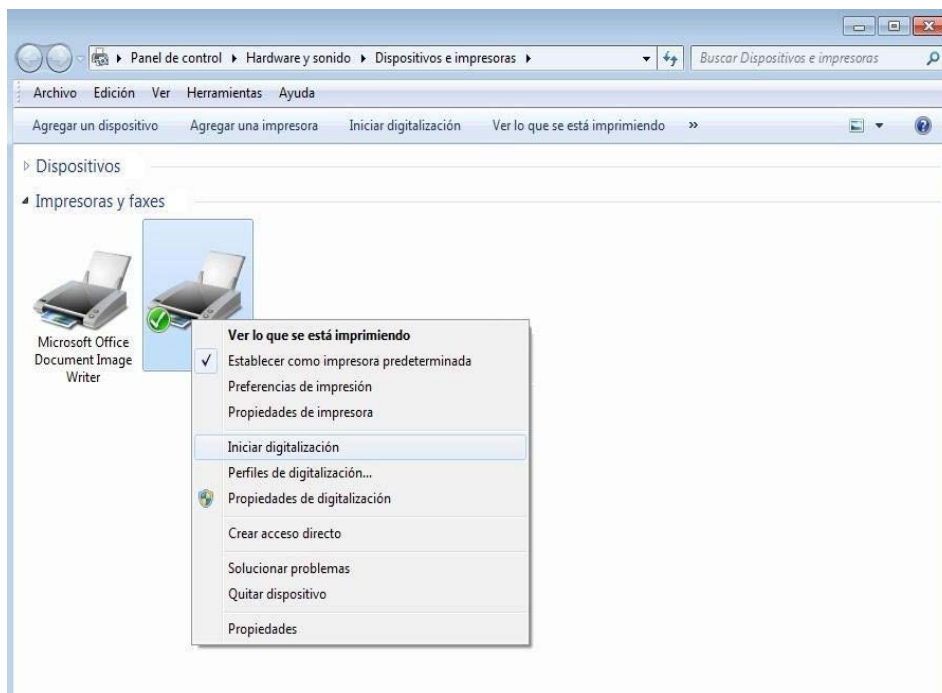 Panel de control Hardware y sonido Dispositivos e impresoras
Buscar Dispositivos e impresoras
Archivo Edición Ver Herramientas Ayuda
Agregar un dispositivo Agregar una impresora Iniciar digitalización Ver lo que se está imprimiendo »
Dispositivos
Impresoras y faxes
Microsoft Office
Document Image
Writer
Ver lo que se está imprimiendo
Establecer como impresora predeterminada
Preferencias de impresión
Propiedades de impresora
Iniciar digitalización
Perfiles de digitalización...
Propiedades de digitalización
Crear acceso directo
Solucionar problemas
Quitar dispositivo
Propiedades